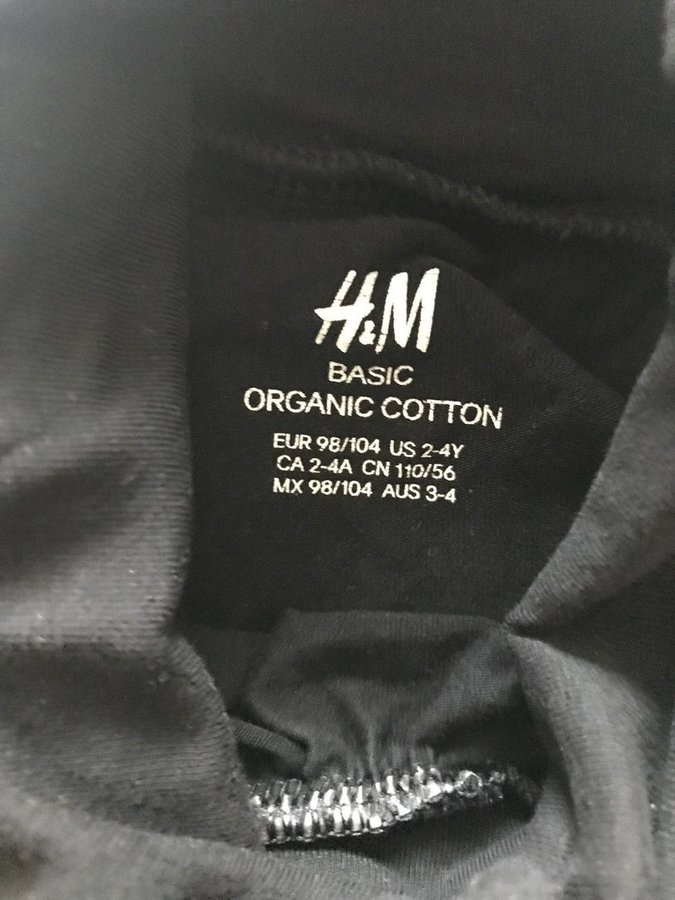 H&M
BASIC
ORGANIC COTTON
EUR 98/104 US 2-4Y
CA 2-4A CN 110/56
MX 98/104 AUS 3-4